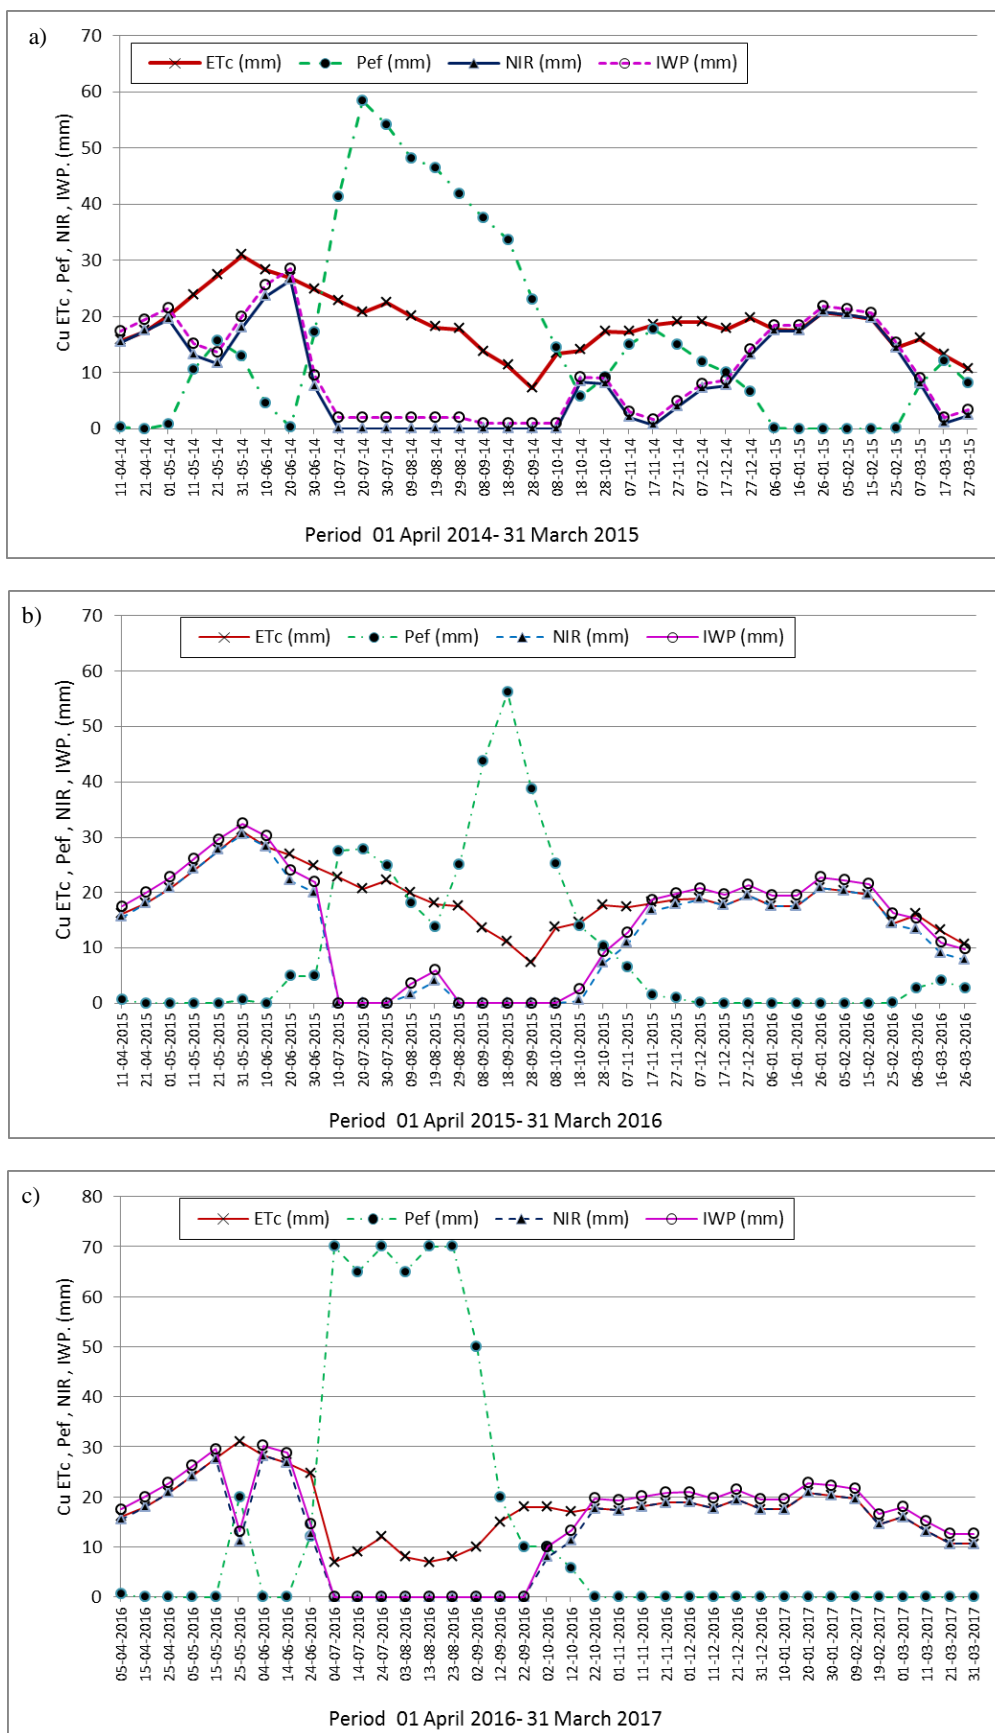 a)
70
ETc (mm) Pef (mm) NIR (mm) IWP (mm)
60
50
40
30
20
10
0
Cu ETc , Pef , NIR , IWP. (mm)
11-04-14 21-04-14 01-05-14 11-05-14 21-05-14 31-05-14 10-06-14 20-06-14 30-06-14 10-07-14 20-07-14 30-07-14 09-08-14 19-08-14 29-08-14 08-09-14 18-09-14 28-09-14 08-10-14 18-10-14 28-10-14 07-11-14 17-11-14 27-11-14 07-12-14 17-12-14 27-12-14 06-01-15 16-01-15 26-01-15 05-02-15 15-02-15 25-02-15 07-03-15 17-03-15 27-03-15
Period 01 April 2014- 31 March 2015
b)
70
ETc (mm) Pef (mm) NIR (mm) IWP (mm)
60
50
40
30
20
10
0
Cu ETc , Pef , NIR , IWP. (mm)
11-04-2015 21-04-2015 01-05-2015 11-05-2015 21-05-2015 31-05-2015 10-06-2015 20-06-2015 30-06-2015 10-07-2015 20-07-2015 30-07-2015 09-08-2015 19-08-2015 29-08-2015 08-09-2015 18-09-2015 28-09-2015 08-10-2015 18-10-2015 28-10-2015 07-11-2015 17-11-2015 27-11-2015 07-12-2015 17-12-2015 27-12-2015 06-01-2016 16-01-2016 26-01-2016 05-02-2016 15-02-2016 25-02-2016 06-03-2016 16-03-2016 26-03-2016
Period 01 April 2015- 31 March 2016
c)
80
ETc (mm) Pef (mm) NIR (mm) IWP (mm)
70
60
50
40
30
20
10
0
Cu ETc , Pef , NIR , IWP. (mm)
05-04-2016 15-04-2016 25-04-2016 05-05-2016 15-05-2016 25-05-2016 04-06-2016 14-06-2016 24-06-2016 04-07-2016 14-07-2016 24-07-2016 03-08-2016 13-08-2016 23-08-2016 02-09-2016 12-09-2016 22-09-2016 02-10-2016 12-10-2016 22-10-2016 01-11-2016 11-11-2016 21-11-2016 01-12-2016 11-12-2016 21-12-2016 31-12-2016 10-01-2017 20-01-2017 30-01-2017 09-02-2017 19-02-2017 01-03-2017 11-03-2017 21-03-2017 31-03-2017
Period 01 April 2016- 31 March 2017